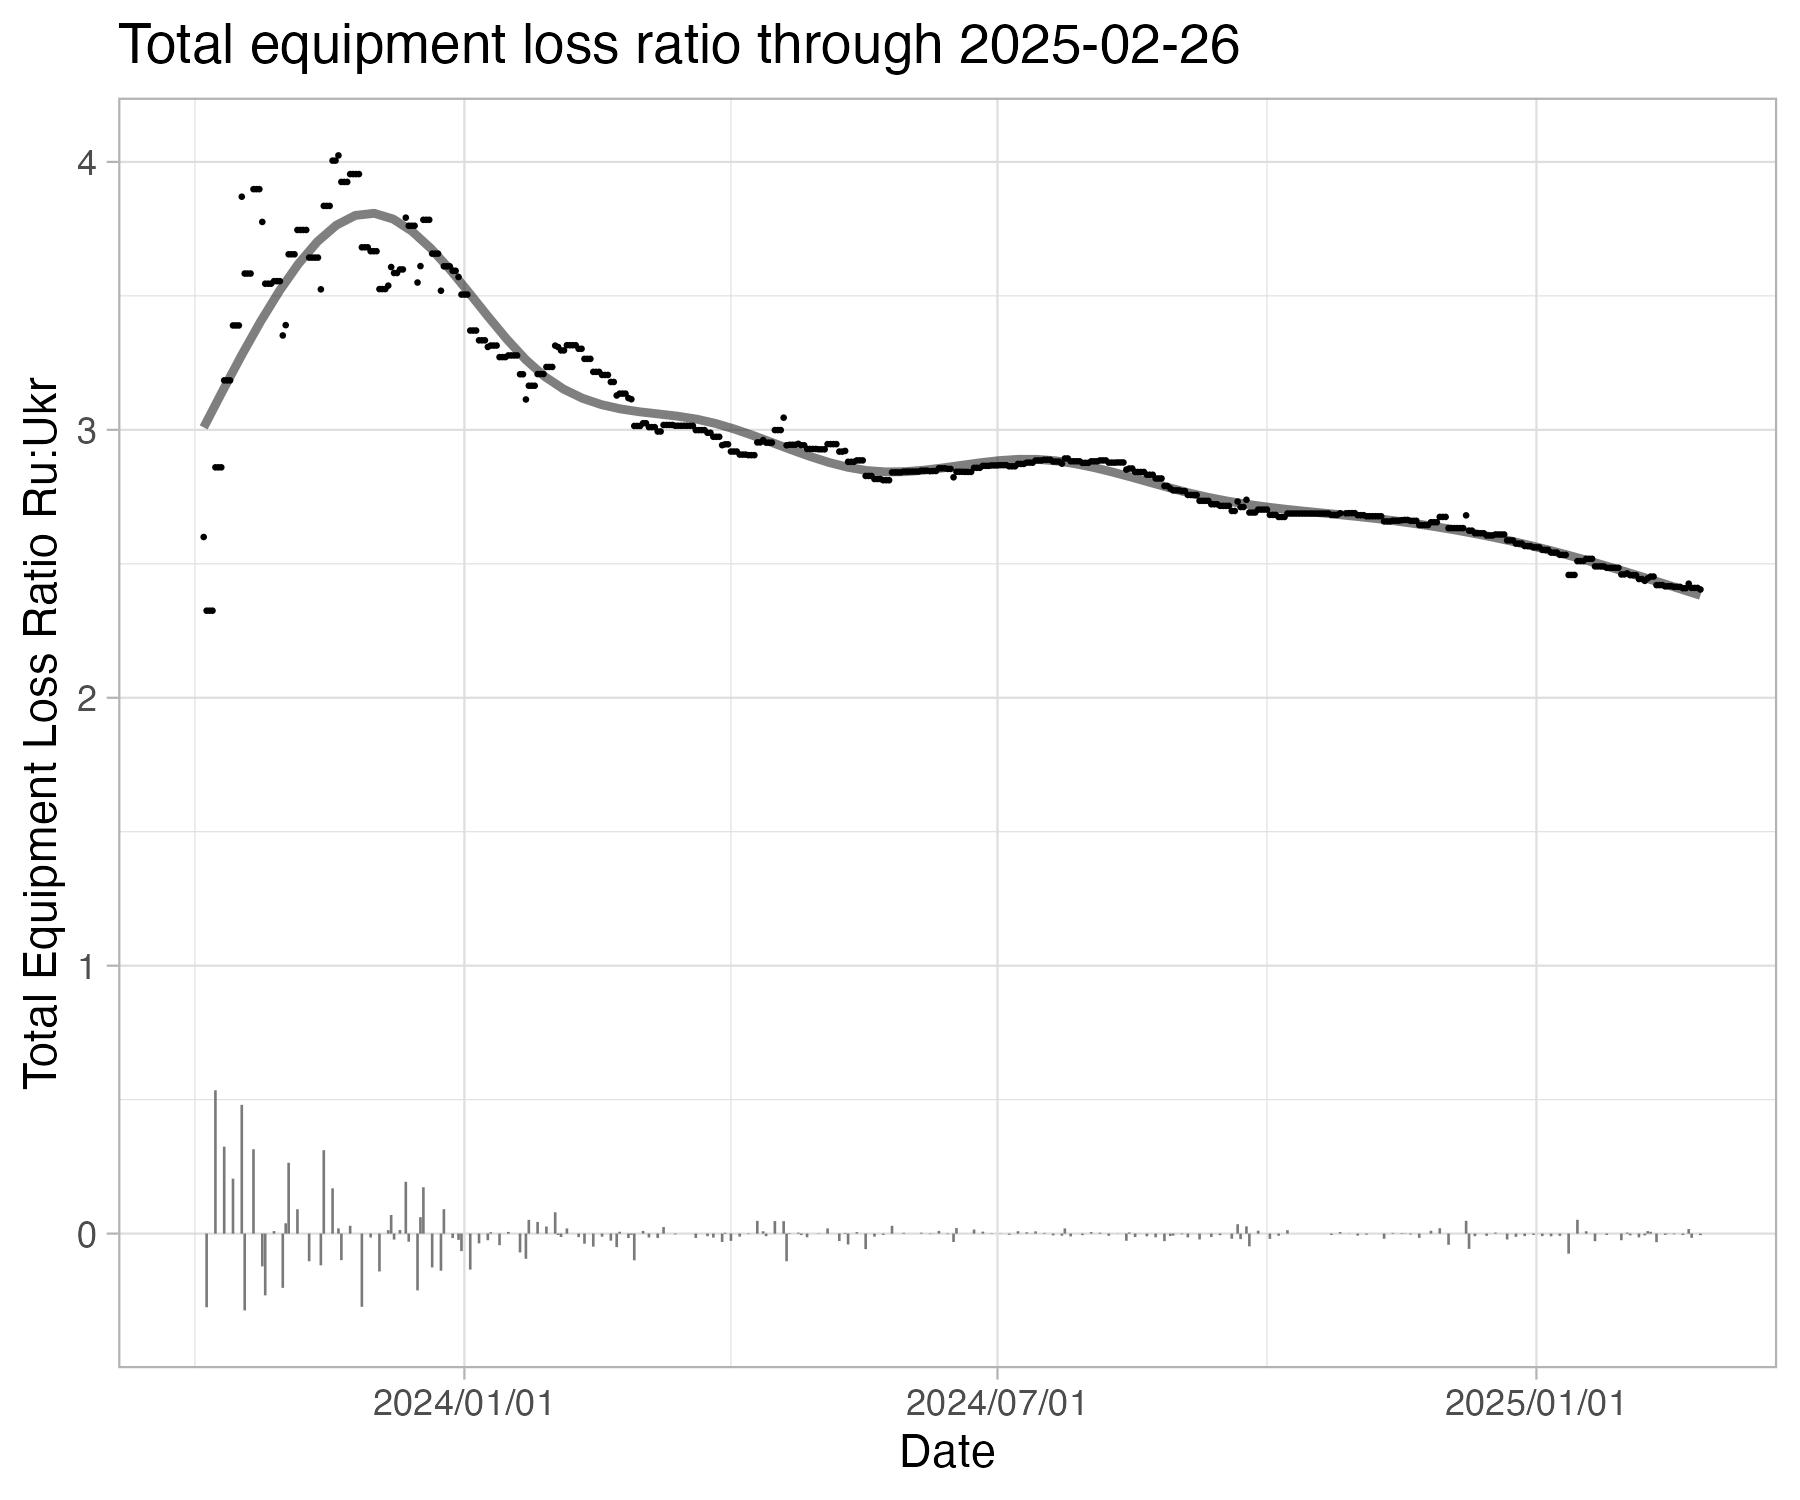 Total equipment loss ratio through 2025-02-26
Total Equipment Loss Ratio Ru:Ukr
4
3
2
1
0
2024/01/01
2024/07/01
2025/01/01
Date